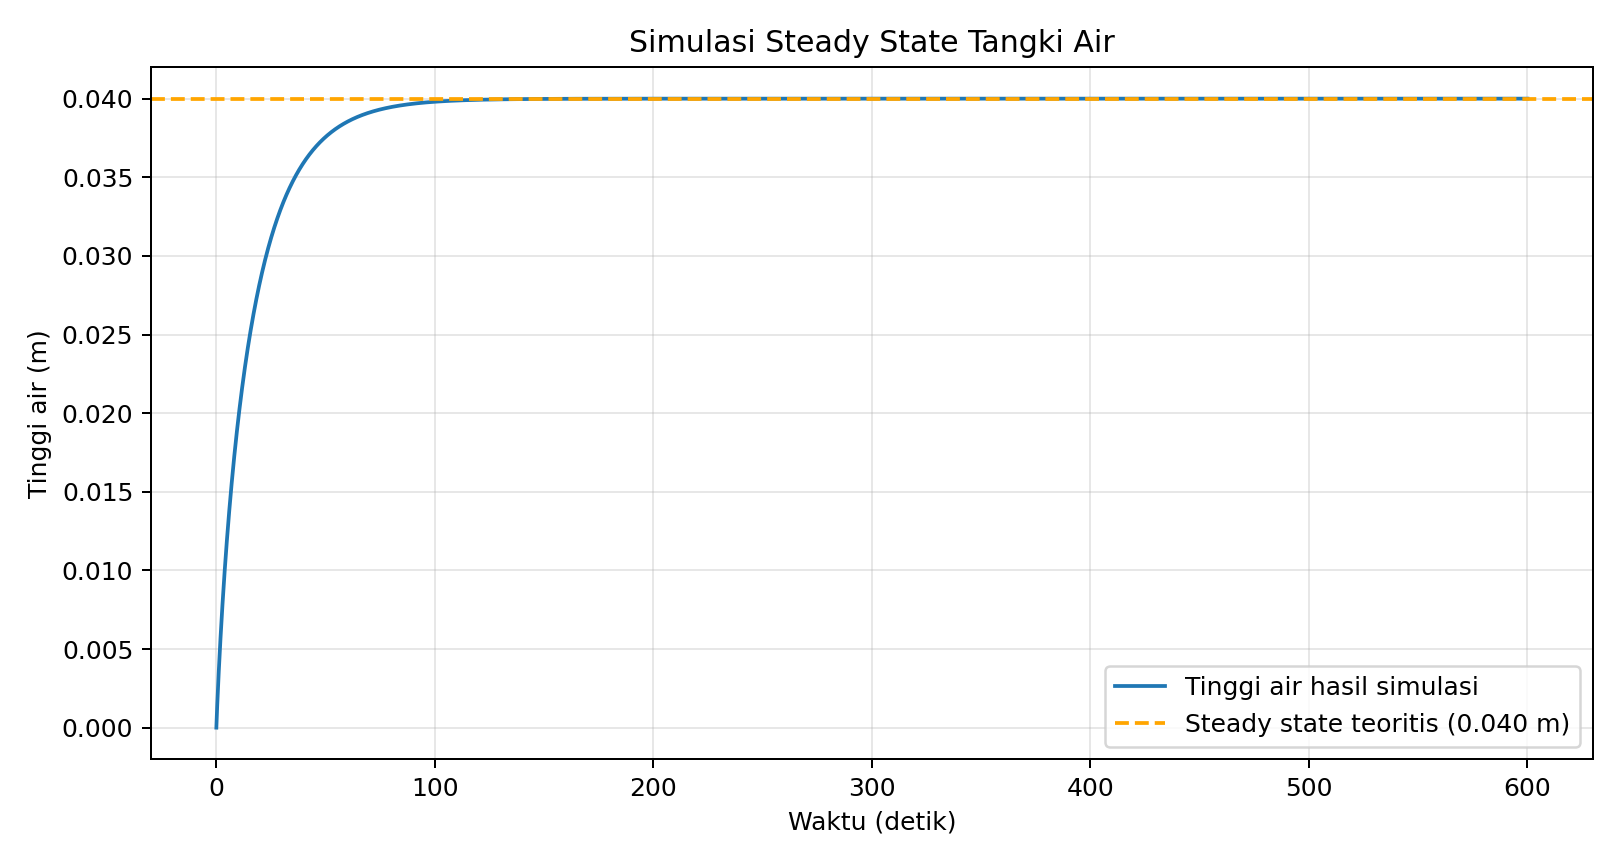 Simulasi Steady State Tangki Air
Tinggi air (m)
0.040
0.035
0.030
0.025
0.020
0.015
0.010
0.005
0.000
Tinggi air hasil simulasi
Steady state teoritis (0.040 m)
0 100 200 300 400 500 600
Waktu (detik)